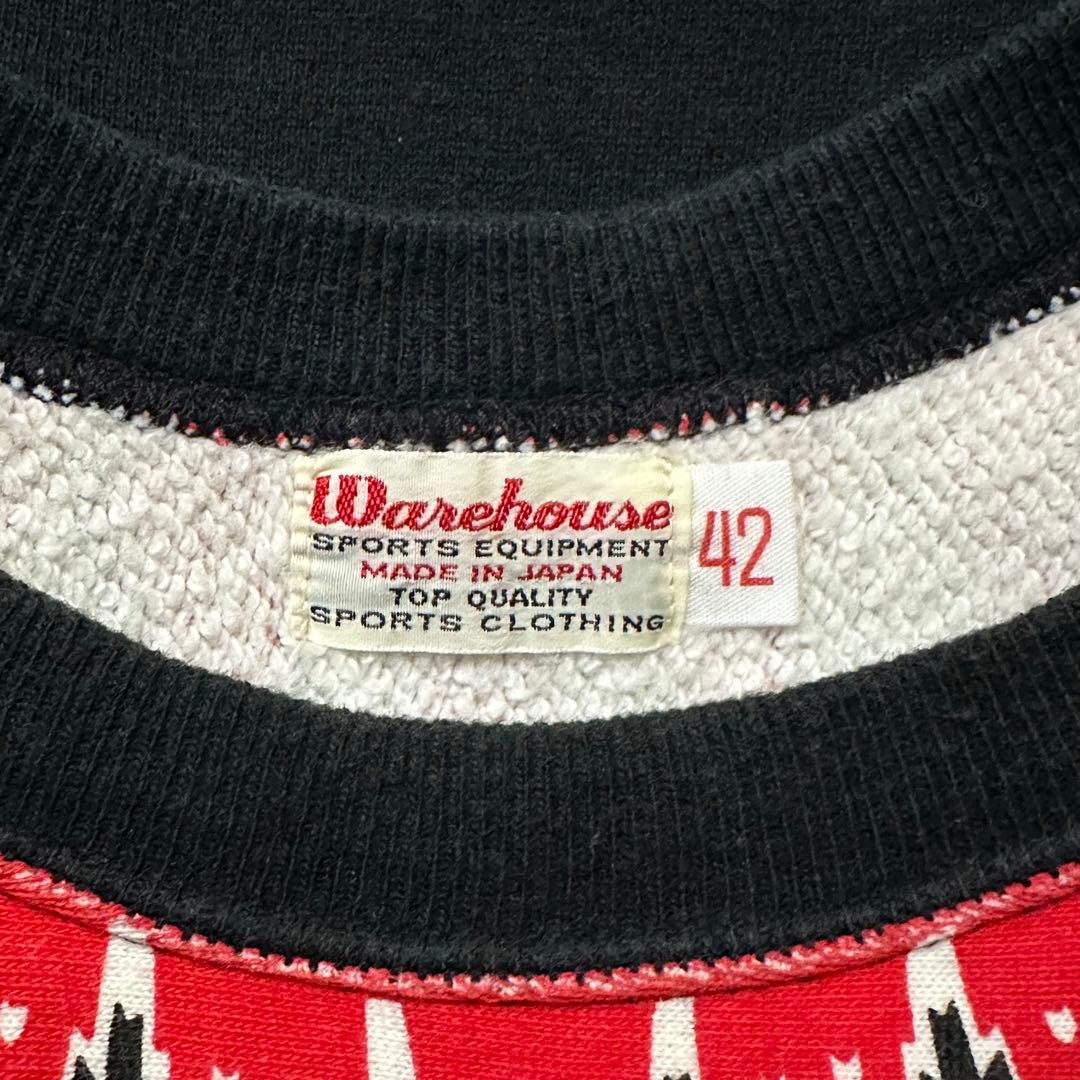 Warehouse
SPORTS EQUIPMENT
MADE IN JAPAN
TOP QUALITY
SPORTS CLOTHING
42